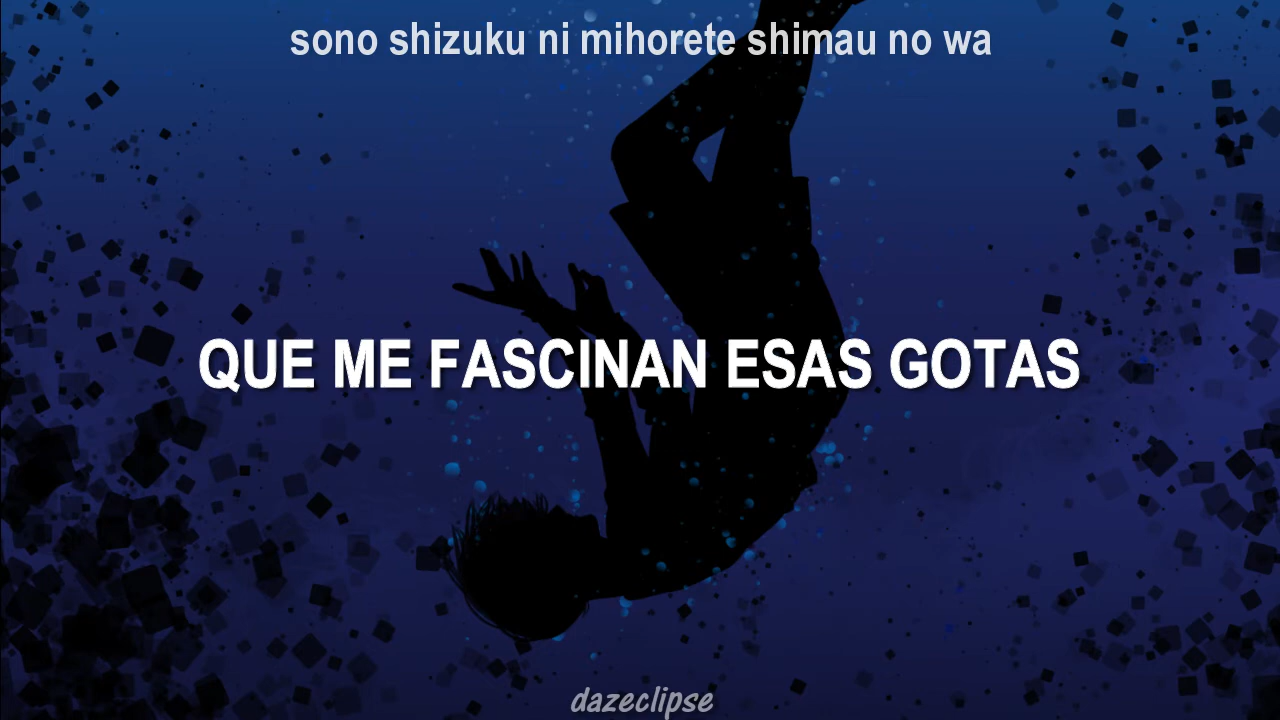 sono shizuku ni mihorete shimau no wa
QUE ME FASCINAN ESAS GOTAS
dazeclipse